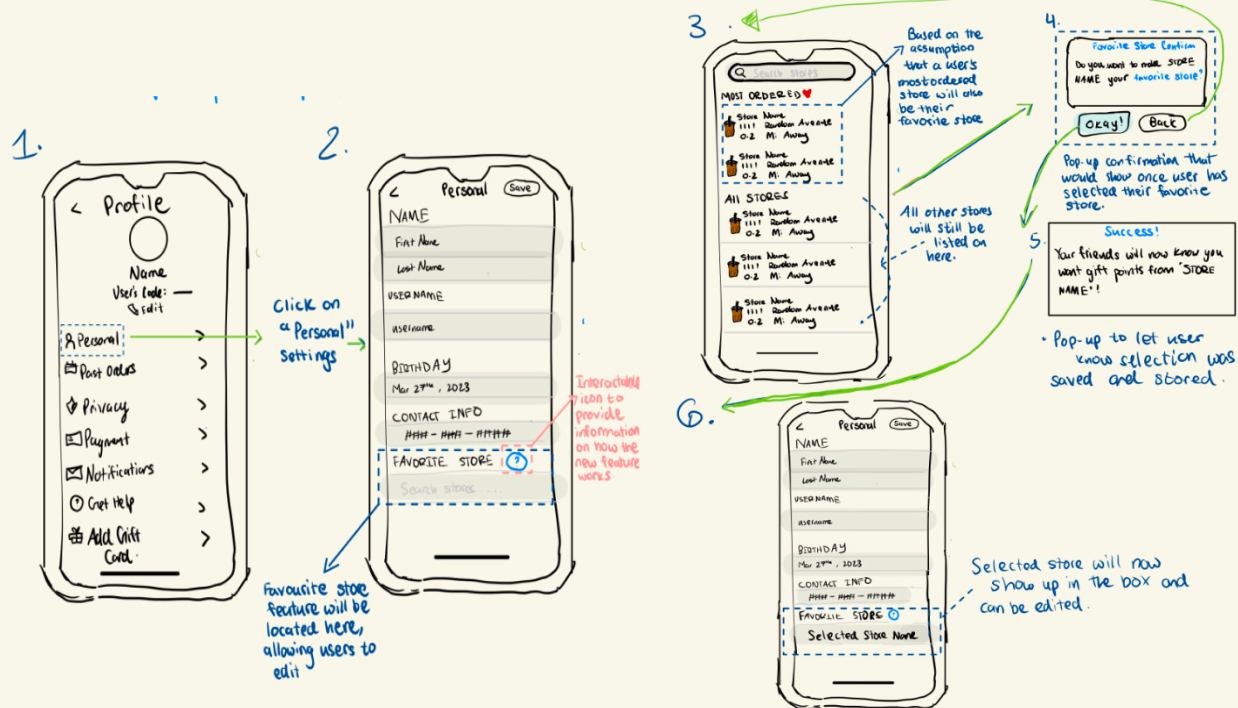 1.
< Profile
Name
User's Code:
Edit
Personal >
Past Orders >
Privacy >
Payment >
Notifications >
Get Help >
Add Gift >
Card.
Click on
a "Personal"
settings
2.
< Personal Save
NAME
First Name
Last Name
USERNAME
username
BIRTHDAY
Mar 27th, 2023
CONTACT INFO
### - ### - ####
FAVORITE STORE ?
Search stores ....
Interactable
icon to
provide
information
on how the
new feature
works
Favourite store
feature will be
located here,
allowing users to
edit
3.
Search stores
MOST ORDERED
Store Name
1111 Random Avenue
0.2 Mi Away
Store Name
1111 Random Avenue
0.2 Mi Away
All STORES
Store Name
1111 Random Avenue
0.2 Mi Away
Store Name
1111 Random Avenue
0.2 Mi Away
Store Name
1111 Random Avenue
0.2 Mi Away
Based on the
assumption
that a user's
most ordered
store will also
be their
favorite store
All other stores
will still be
listed on
here.
4.
Favorite Store Confirm
Do you want to make STORE
NAME your favorite store?
Okay! Back
Pop-up confirmation that
would show once user has
selected their favorite
store.
5.
Success!
Your friends will now know you
want gift points from "STORE
NAME"!
• Pop-up to let user
know selection was
saved and stored.
6.
< Personal Save
NAME
First Name
Last Name
USERNAME
username
BIRTHDAY
Mar 27th, 2023
CONTACT INFO
### - ### - ####
FAVORITE STORE ?
Selected Store Name
Selected store will now
show up in the box and
can be edited.